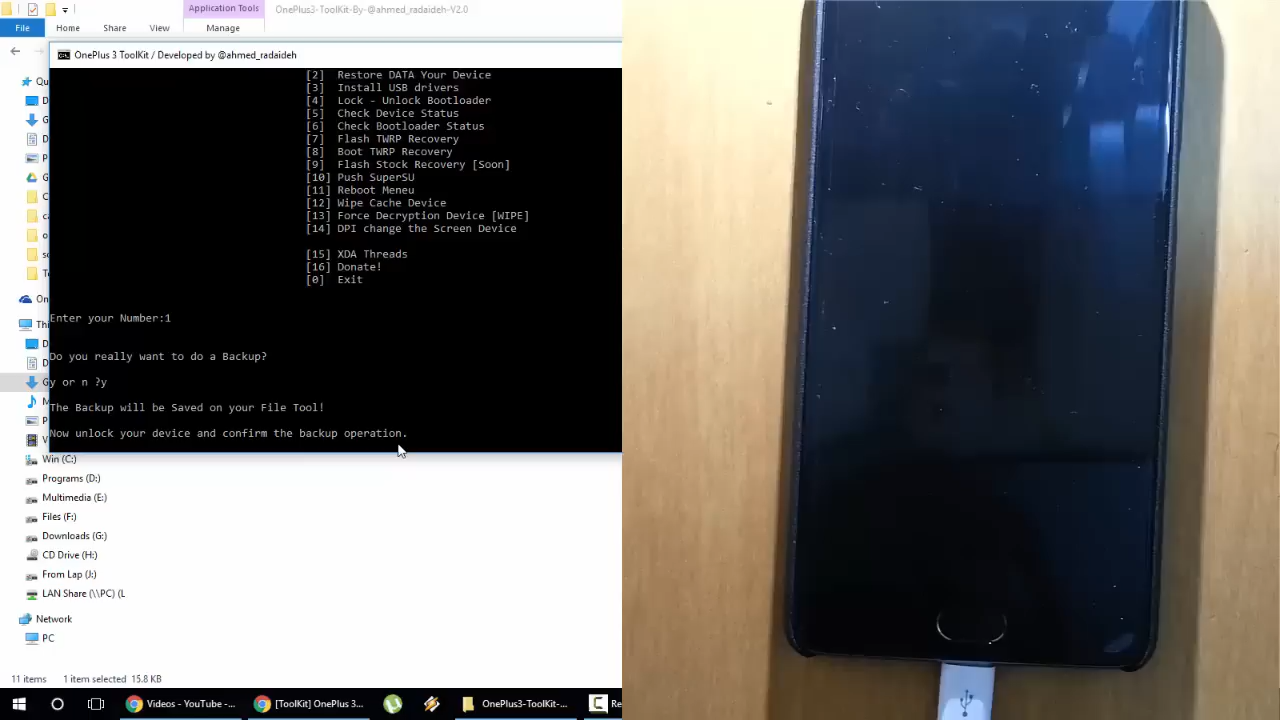 Application Tools
OnePlus3-ToolKit-By-@ahmed_radaideh-V2.0
File Home Share View Manage
OnePlus 3 ToolKit / Developed by @ahmed_radaideh
[2] Restore DATA Your Device
[3] Install USB drivers
[4] Lock - Unlock Bootloader
[5] Check Device Status
[6] Check Bootloader Status
[7] Flash TWRP Recovery
[8] Boot TWRP Recovery
[9] Flash Stock Recovery [Soon]
[10] Push SuperSU
[11] Reboot Meneu
[12] Wipe Cache Device
[13] Force Decryption Device [WIPE]
[14] DPI change the Screen Device
[15] XDA Threads
[16] Donate!
[0] Exit
Enter your Number:1
Do you really want to do a Backup?
y or n ?y
The Backup will be Saved on your File Tool!
Now unlock your device and confirm the backup operation.
Qu
D
G
D
P
G
C
ca
o
sc
To
On
Thi
D
D
G
M
P
V
Win (C:)
Programs (D:)
Multimedia (E:)
Files (F:)
Downloads (G:)
CD Drive (H:)
From Lap (J:)
LAN Share (\\PC) (L
Network
PC
11 items 1 item selected 15.8 KB
Videos - YouTube -... [ToolKit] OnePlus 3... OnePlus3-ToolKit-... Re